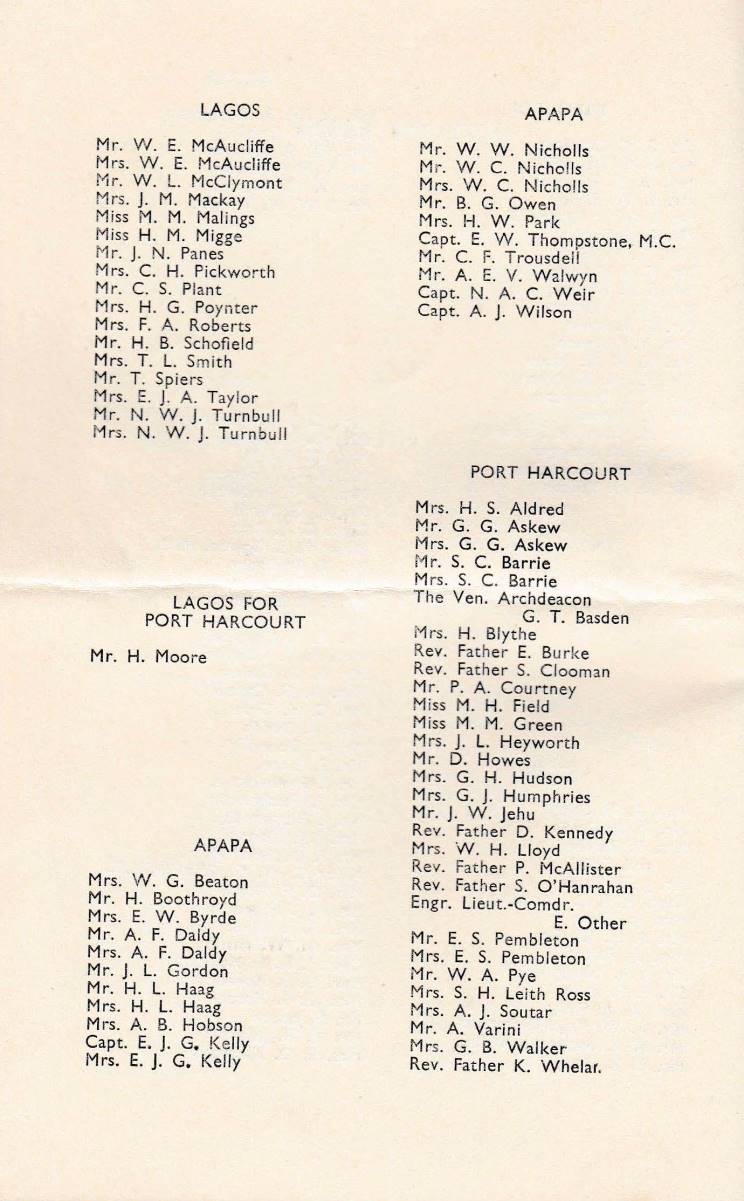 LAGOS
Mr. W. E. McAucliffe
Mrs. W. E. McAucliffe
Mr. W. L. McClymont
Mrs. J. M. Mackay
Miss M. M. Malings
Miss H. M. Migge
Mr. J. N. Panes
Mrs. C. H. Pickworth
Mr. C. S. Plant
Mrs. H. G. Poynter
Mrs. F. A. Roberts
Mr. H. B. Schofield
Mrs. T. L. Smith
Mr. T. Spiers
Mrs. E. J. A. Taylor
Mr. N. W. J. Turnbull
Mrs. N. W. J. Turnbull
LAGOS FOR
PORT HARCOURT
Mr. H. Moore
APAPA
Mrs. W. G. Beaton
Mr. H. Boothroyd
Mrs. E. W. Byrde
Mr. A. F. Daldy
Mrs. A. F. Daldy
Mr. J. L. Gordon
Mr. H. L. Haag
Mrs. H. L. Haag
Mrs. A. B. Hobson
Capt. E. J. G. Kelly
Mrs. E. J. G. Kelly
APAPA
Mr. W. W. Nicholls
Mr. W. C. Nicholls
Mrs. W. C. Nicholls
Mr. B. G. Owen
Mrs. H. W. Park
Capt. E. W. Thompstone, M.C.
Mr. C. F. Trousdell
Mr. A. E. V. Walwyn
Capt. N. A. C. Weir
Capt. A. J. Wilson
PORT HARCOURT
Mrs. H. S. Aldred
Mr. G. G. Askew
Mrs. G. G. Askew
Mr. S. C. Barrie
Mrs. S. C. Barrie
The Ven. Archdeacon
G. T. Basden
Mrs. H. Blythe
Rev. Father E. Burke
Rev. Father S. Clooman
Mr. P. A. Courtney
Miss M. H. Field
Miss M. M. Green
Mrs. J. L. Heyworth
Mr. D. Howes
Mrs. G. H. Hudson
Mrs. G. J. Humphries
Mr. J. W. Jehu
Rev. Father D. Kennedy
Mrs. W. H. Lloyd
Rev. Father P. McAllister
Rev. Father S. O'Hanrahan
Engr. Lieut.-Comdr.
E. Other
Mr. E. S. Pembleton
Mrs. E. S. Pembleton
Mr. W. A. Pye
Mrs. S. H. Leith Ross
Mrs. A. J. Soutar
Mr. A. Varini
Mrs. G. B. Walker
Rev. Father K. Whelar.